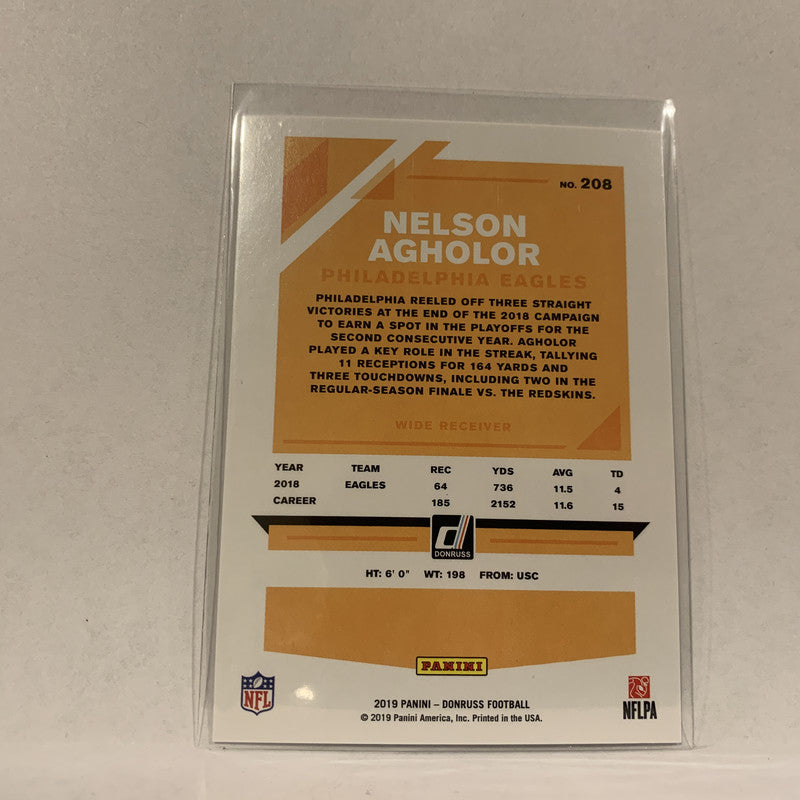 NO. 208
NELSON
AGHOLOR
PHILADELPHIA EAGLES
PHILADELPHIA REELED OFF THREE STRAIGHT
VICTORIES AT THE END OF THE 2018 CAMPAIGN
TO EARN A SPOT IN THE PLAYOFFS FOR THE
SECOND CONSECUTIVE YEAR. AGHOLOR
PLAYED A KEY ROLE IN THE STREAK, TALLYING
11 RECEPTIONS FOR 164 YARDS AND
THREE TOUCHDOWNS, INCLUDING TWO IN THE
REGULAR-SEASON FINALE VS. THE REDSKINS.
WIDE RECEIVER
YEAR TEAM REC YDS AVG TD
2018 EAGLES 64 736 11.5 4
CAREER 185 2152 11.6 15
d
DONRUSS
HT: 6' 0" WT: 198 FROM: USC
PANINI
NFL
NFLPA
2019 PANINI – DONRUSS FOOTBALL
© 2019 Panini America, Inc. Printed in the USA.